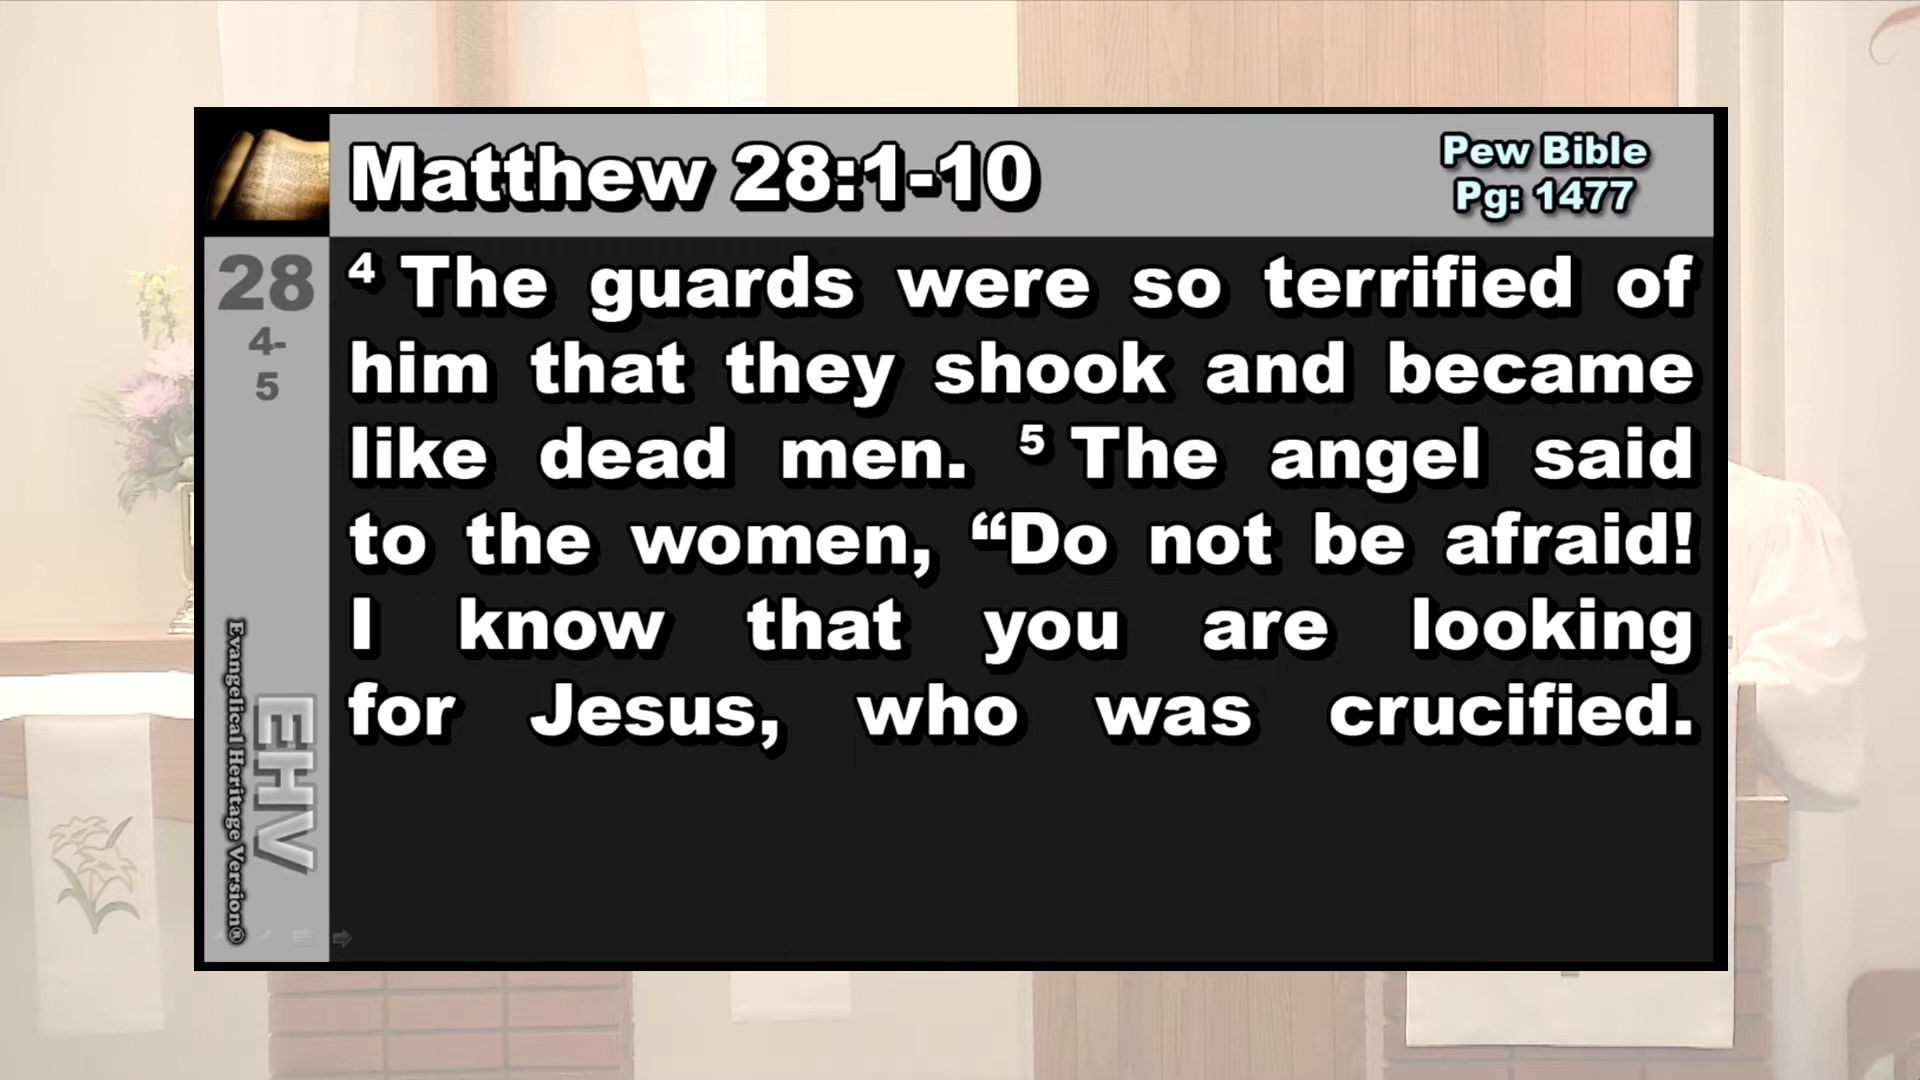 Matthew 28:1-10
Pew Bible
Pg: 1477
28
4-
5
Evangelical Heritage Version®
EHV
4 The guards were so terrified of
him that they shook and became
like dead men. 5 The angel said
to the women, “Do not be afraid!
I know that you are looking
for Jesus, who was crucified.